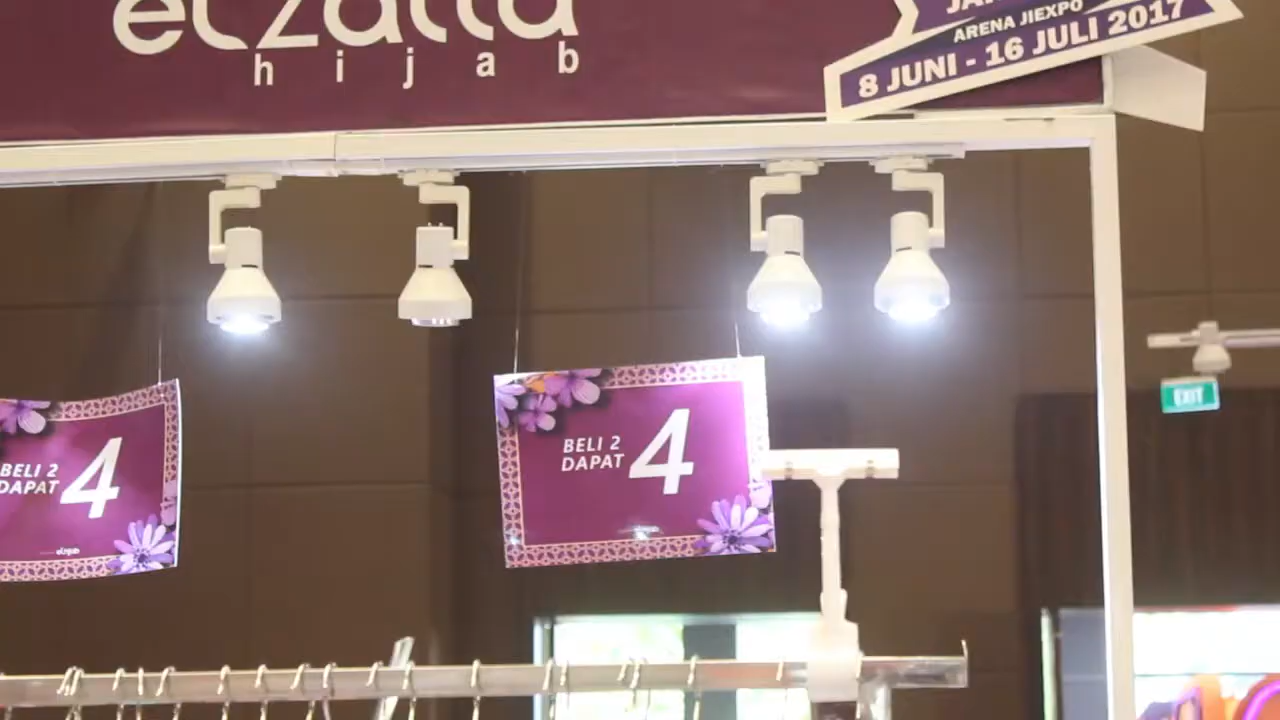 elzatta
hijab
ARENA JIEXPO
8 JUNI - 16 JULI 2017
EXIT
BELI 2
DAPAT 4
BELI 2
DAPAT 4